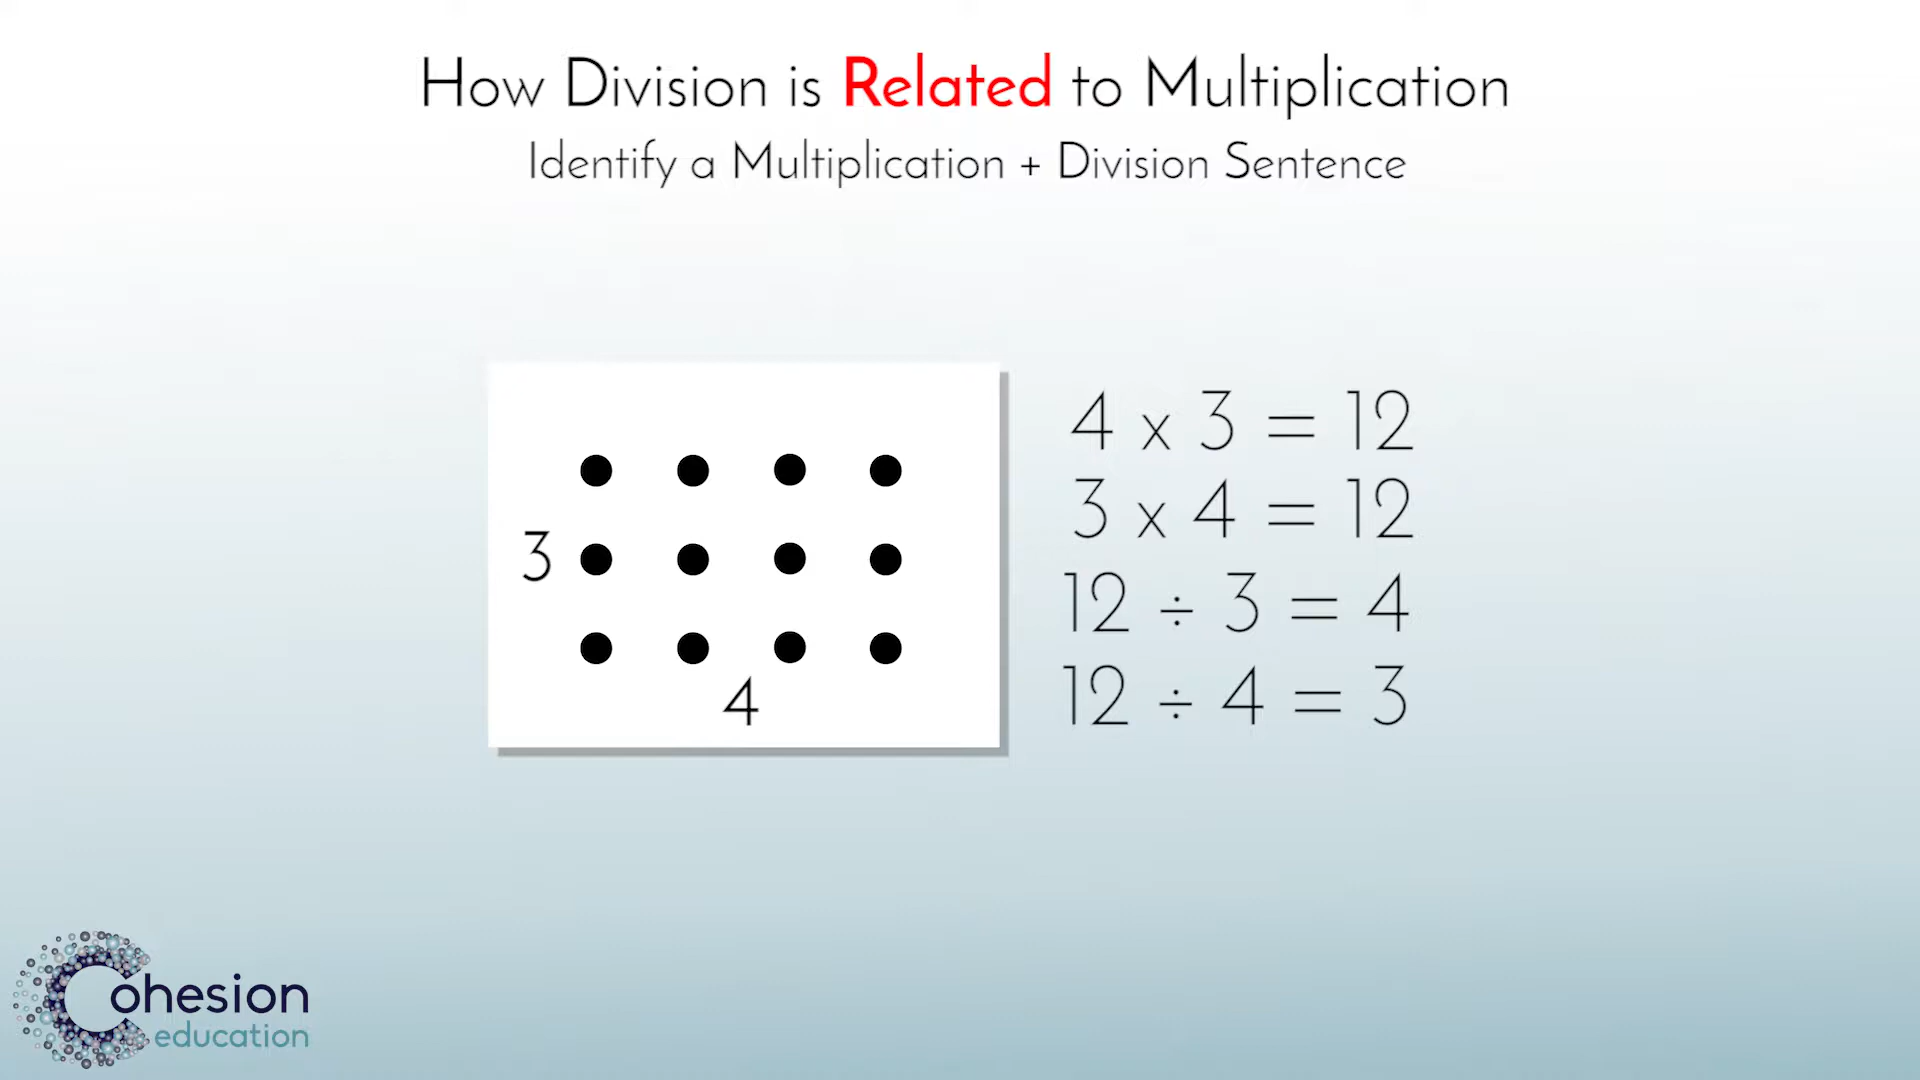 How Division is Related to Multiplication
Identify a Multiplication + Division Sentence
3
4
4 x 3 = 12
3 x 4 = 12
12 ÷ 3 = 4
12 ÷ 4 = 3
Cohesion
education